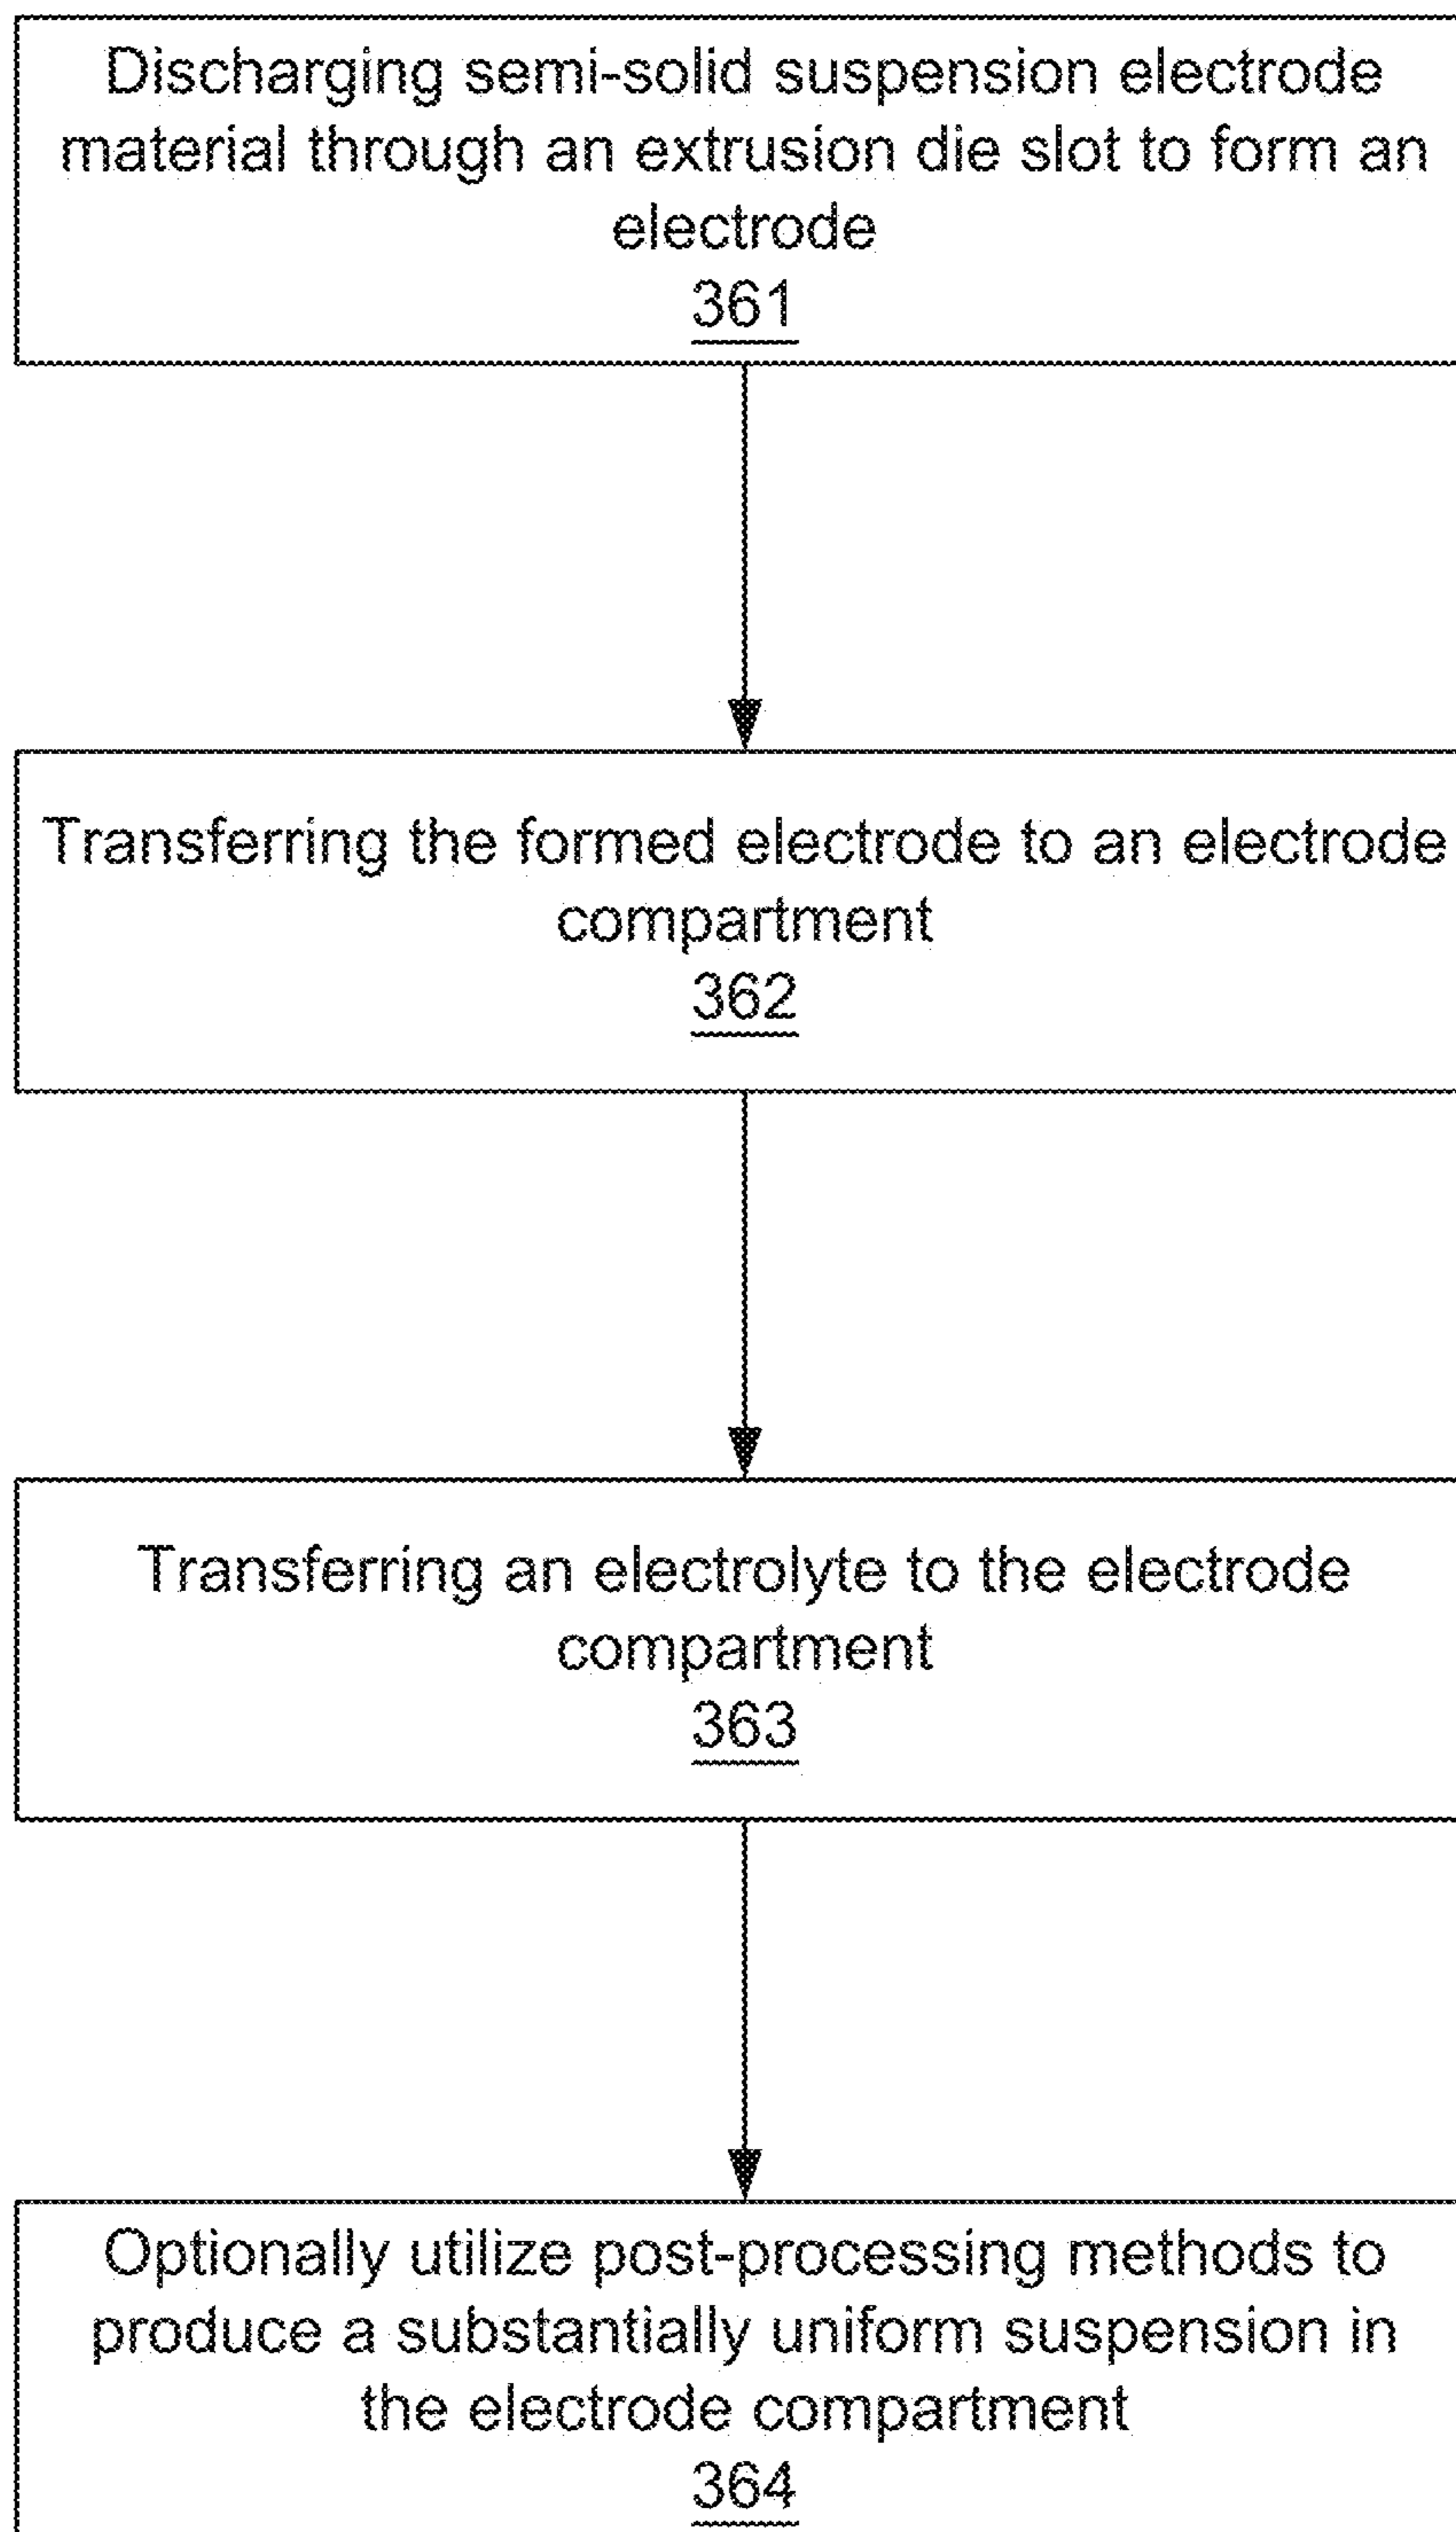 Discharging semi-solid suspension electrode
material through an extrusion die slot to form an
electrode
361
Transferring the formed electrode to an electrode
compartment
362
Transferring an electrolyte to the electrode
compartment
363
Optionally utilize post-processing methods to
produce a substantially uniform suspension in
the electrode compartment
364